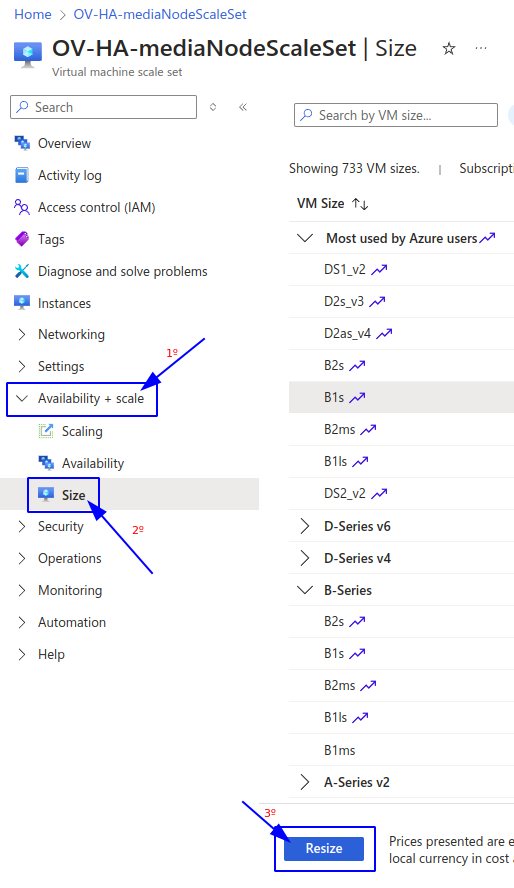 Home > OV-HA-mediaNodeScaleSet
OV-HA-mediaNodeScaleSet | Size
Virtual machine scale set
Search
Overview
Activity log
Access control (IAM)
Tags
Diagnose and solve problems
Instances
Networking
1º
Settings
Availability + scale
Scaling
Availability
Size
2º
Security
Operations
Monitoring
Automation
Help
Search by VM size...
Showing 733 VM sizes. | Subscripti
VM Size
Most used by Azure users
DS1_v2
D2s_v3
D2as_v4
B2s
B1s
B2ms
B1ls
DS2_v2
D-Series v6
D-Series v4
B-Series
B2s
B1s
B2ms
B1ls
B1ms
A-Series v2
3º
Resize
Prices presented are e
local currency in cost a